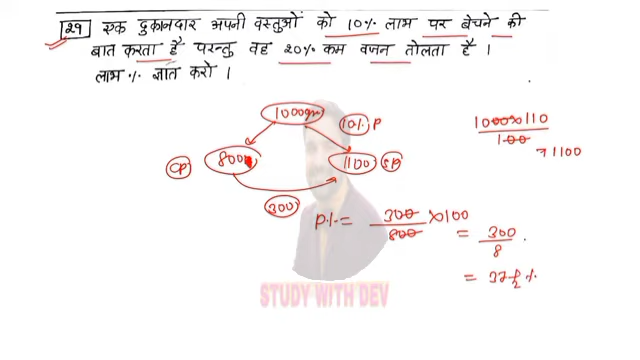 29 एक दुकानदार अपनी वस्तुओं को 10% लाभ पर बेचने की
बात करता है परन्तु वह 20% कम वजन तोलता है ।
लाभ % ज्ञात करो ।
1000gm
10% P
1000×110
100
= 1100
CP 800 1100 SP
300
P% = 300/800 ×100
= 300/8
= 37 1/2 %
STUDY WITH DEV